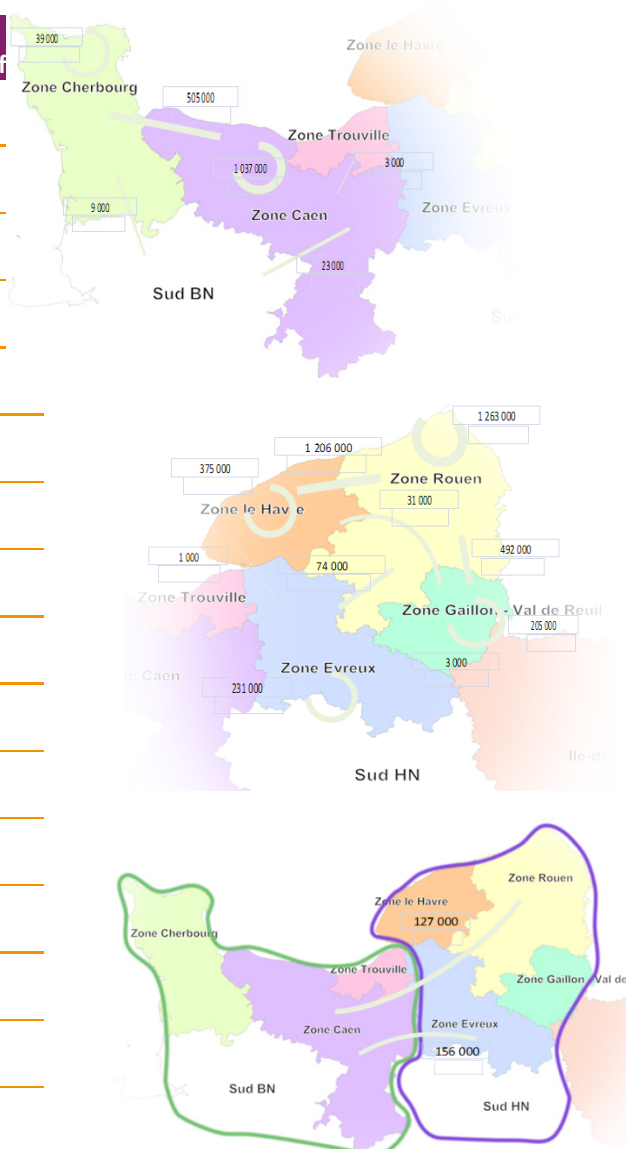 39 000
Zone le Havre
f
Zone Cherbourg
505 000
Zone Trouville
1 037 000
3 000
9 000
Zone Caen
Zone Evreux
23 000
Sud BN
1 263 000
1 206 000
375 000
Zone Rouen
31 000
Zone le Havre
492 000
1 000
74 000
Zone Trouville
Zone Gaillon - Val de Reuil
205 000
3 000
Caen
Zone Evreux
231 000
Ile-de-
Sud HN
Zone Rouen
Zone le Havre
127 000
Zone Cherbourg
Zone Trouville
Zone Gaillon Val de
Zone Caen
Zone Evreux
156 000
Sud BN
Sud HN